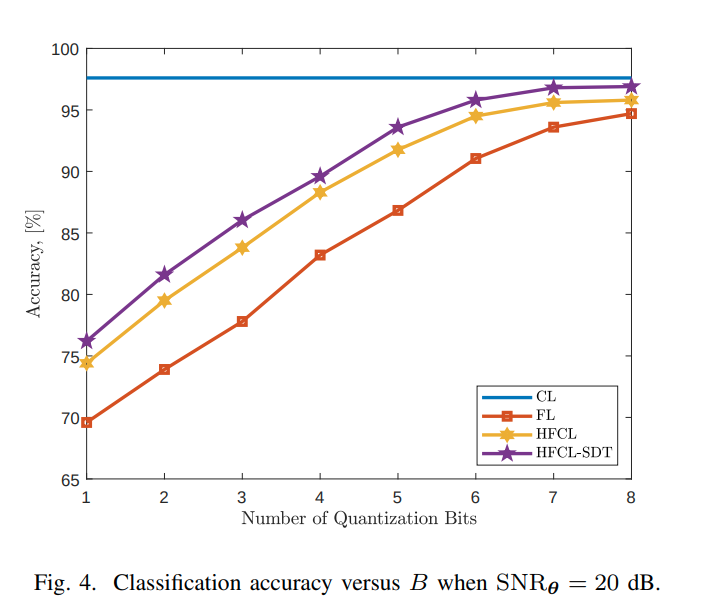 100
95
90
85
80
75
70
65
Accuracy, [%]
CL
FL
HFCL
HFCL-SDT
1 2 3 4 5 6 7 8
Number of Quantization Bits
Fig. 4. Classification accuracy versus B when SNR_θ = 20 dB.